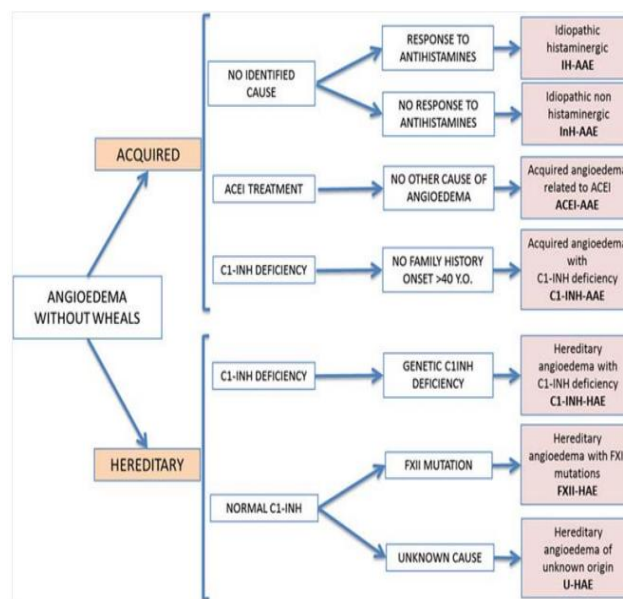 RESPONSE TO
ANTIHISTAMINES
Idiopathic
histaminergic
IH-AAE
NO IDENTIFIED
CAUSE
NO RESPONSE TO
ANTIHISTAMINES
Idiopathic non
histaminergic
InH-AAE
ACQUIRED
ACEI TREATMENT
NO OTHER CAUSE OF
ANGIOEDEMA
Acquired angioedema
related to ACEI
ACEI-AAE
C1-INH DEFICIENCY
NO FAMILY HISTORY
ONSET >40 Y.O.
Acquired angioedema
with
C1-INH deficiency
C1-INH-AAE
ANGIOEDEMA
WITHOUT WHEALS
C1-INH DEFICIENCY
GENETIC C1INH
DEFICIENCY
Hereditary
angioedema with
C1-INH deficiency
C1-INH-HAE
HEREDITARY
NORMAL C1-INH
FXII MUTATION
Hereditary
angioedema with FXII
mutations
FXII-HAE
UNKNOWN CAUSE
Hereditary
angioedema of
unknown origin
U-HAE